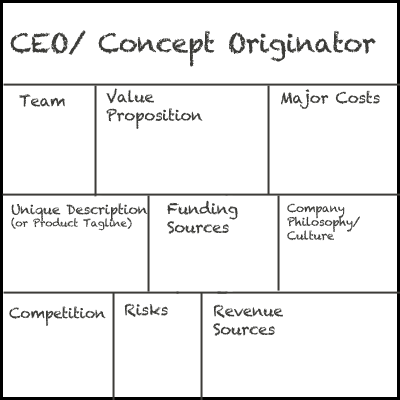 CEO/ Concept Originator
Team
Value
Proposition
Major Costs
Unique Description
(or Product Tagline)
Funding
Sources
Company
Philosophy/
Culture
Competition
Risks
Revenue
Sources